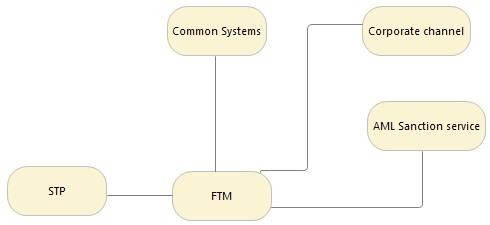 Common Systems
Corporate channel
AML Sanction service
STP
FTM